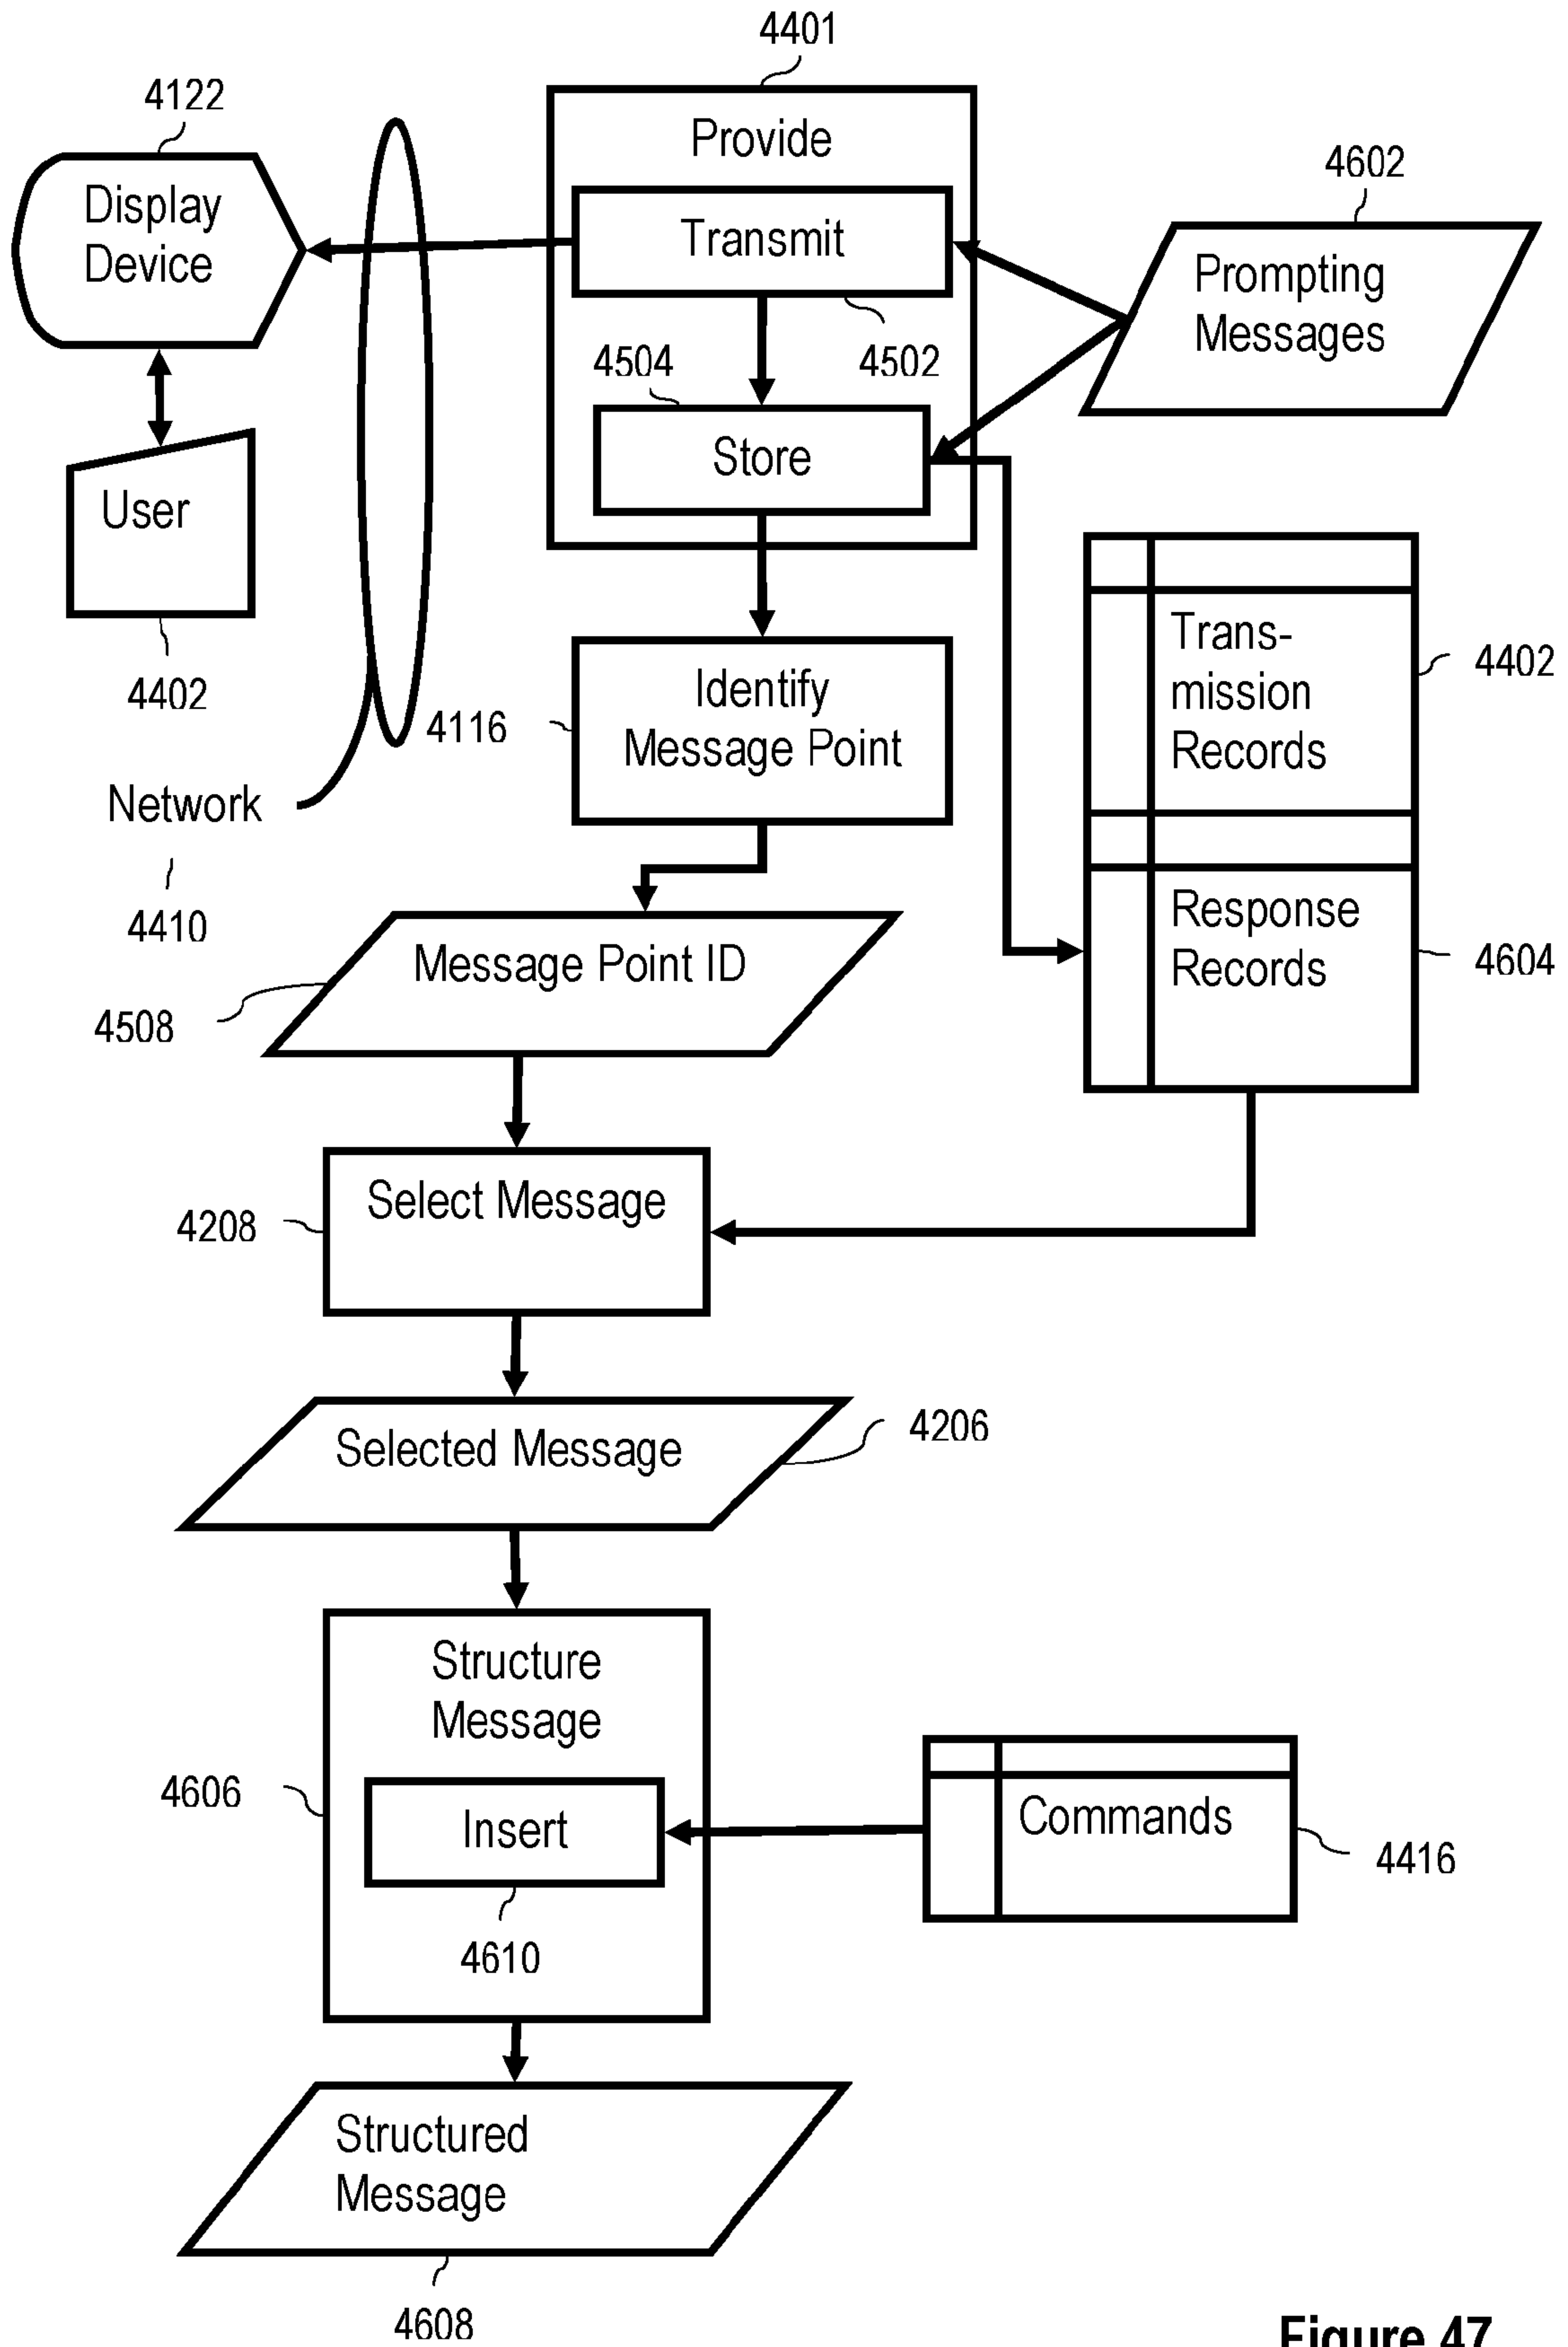 4401
4122
Provide
4602
Display
Device
Transmit
Prompting
Messages
4504
4502
Store
User
Trans-
mission
Records
4402
4402
Identify
Message Point
4116
Network
4410
Response
Records
4604
Message Point ID
4508
Select Message
4208
Selected Message
4206
Structure
Message
4606
Insert
Commands
4416
4610
Structured
Message
4608
Figure 47